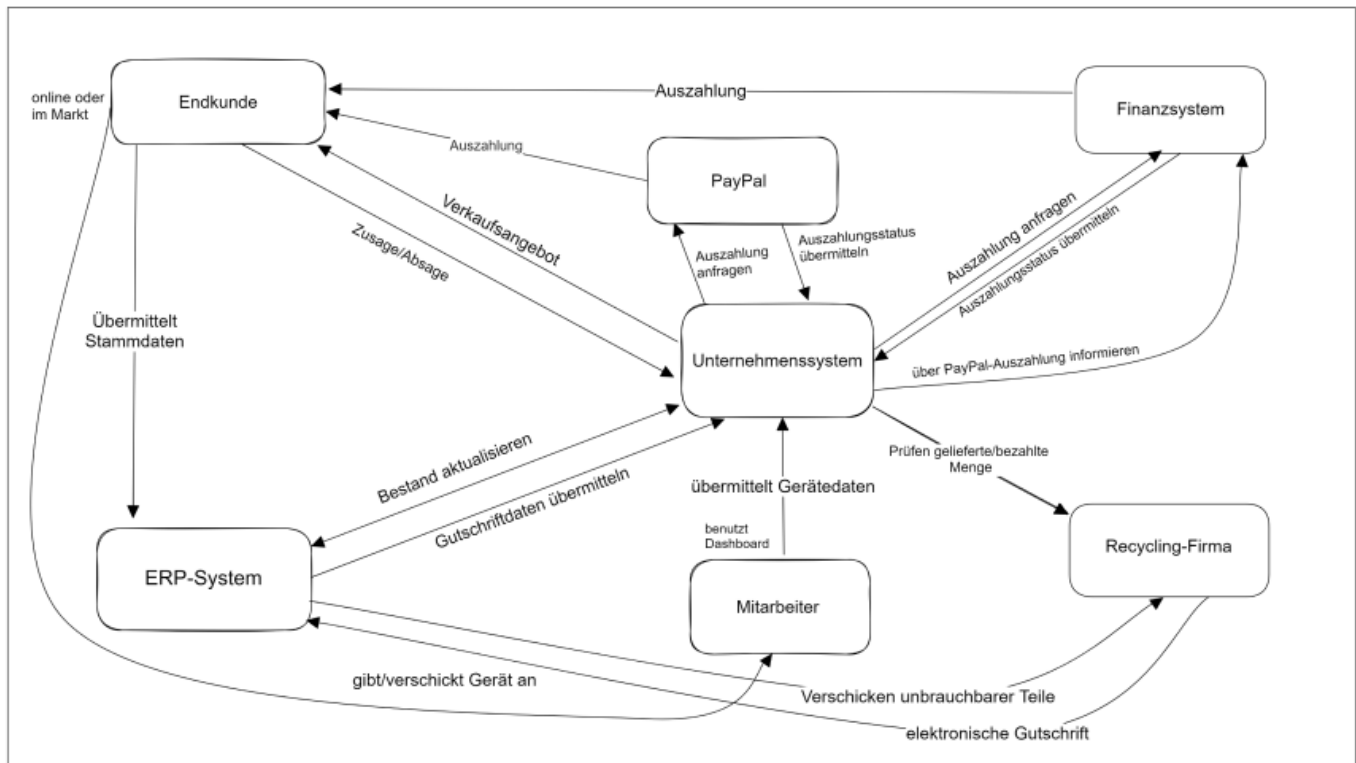 online oder
im Markt
Endkunde
Auszahlung
Finanzsystem
Auszahlung
PayPal
Verkaufsangebot
Zusage/Absage
Auszahlung
anfragen
Auszahlungsstatus
übermitteln
Auszahlung anfragen
Auszahlungsstatus übermitteln
Übermittelt
Stammdaten
Unternehmenssystem
über PayPal-Auszahlung informieren
Bestand aktualisieren
Gutschriftdaten übermitteln
Prüfen gelieferte/bezahlte
Menge
übermittelt Gerätedaten
benutzt
Dashboard
ERP-System
Mitarbeiter
Recycling-Firma
gibt/verschickt Gerät an
Verschicken unbrauchbarer Teile
elektronische Gutschrift